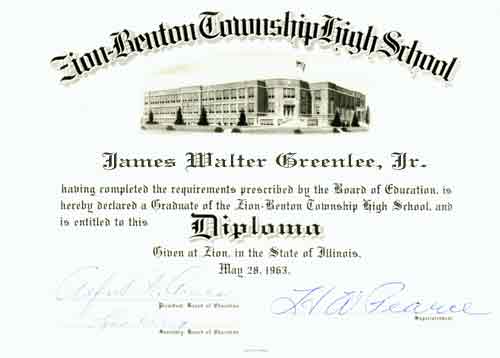 Zion-Benton Township High School
James Walter Greenlee, Jr.
having completed the requirements prescribed by the Board of Education, is
hereby declared a Graduate of the Zion-Benton Township High School, and
is entitled to this Diploma
Given at Zion, in the State of Illinois,
May 28, 1963.
President Board of Education
H W Pearce
Superintendent
Secretary Board of Education